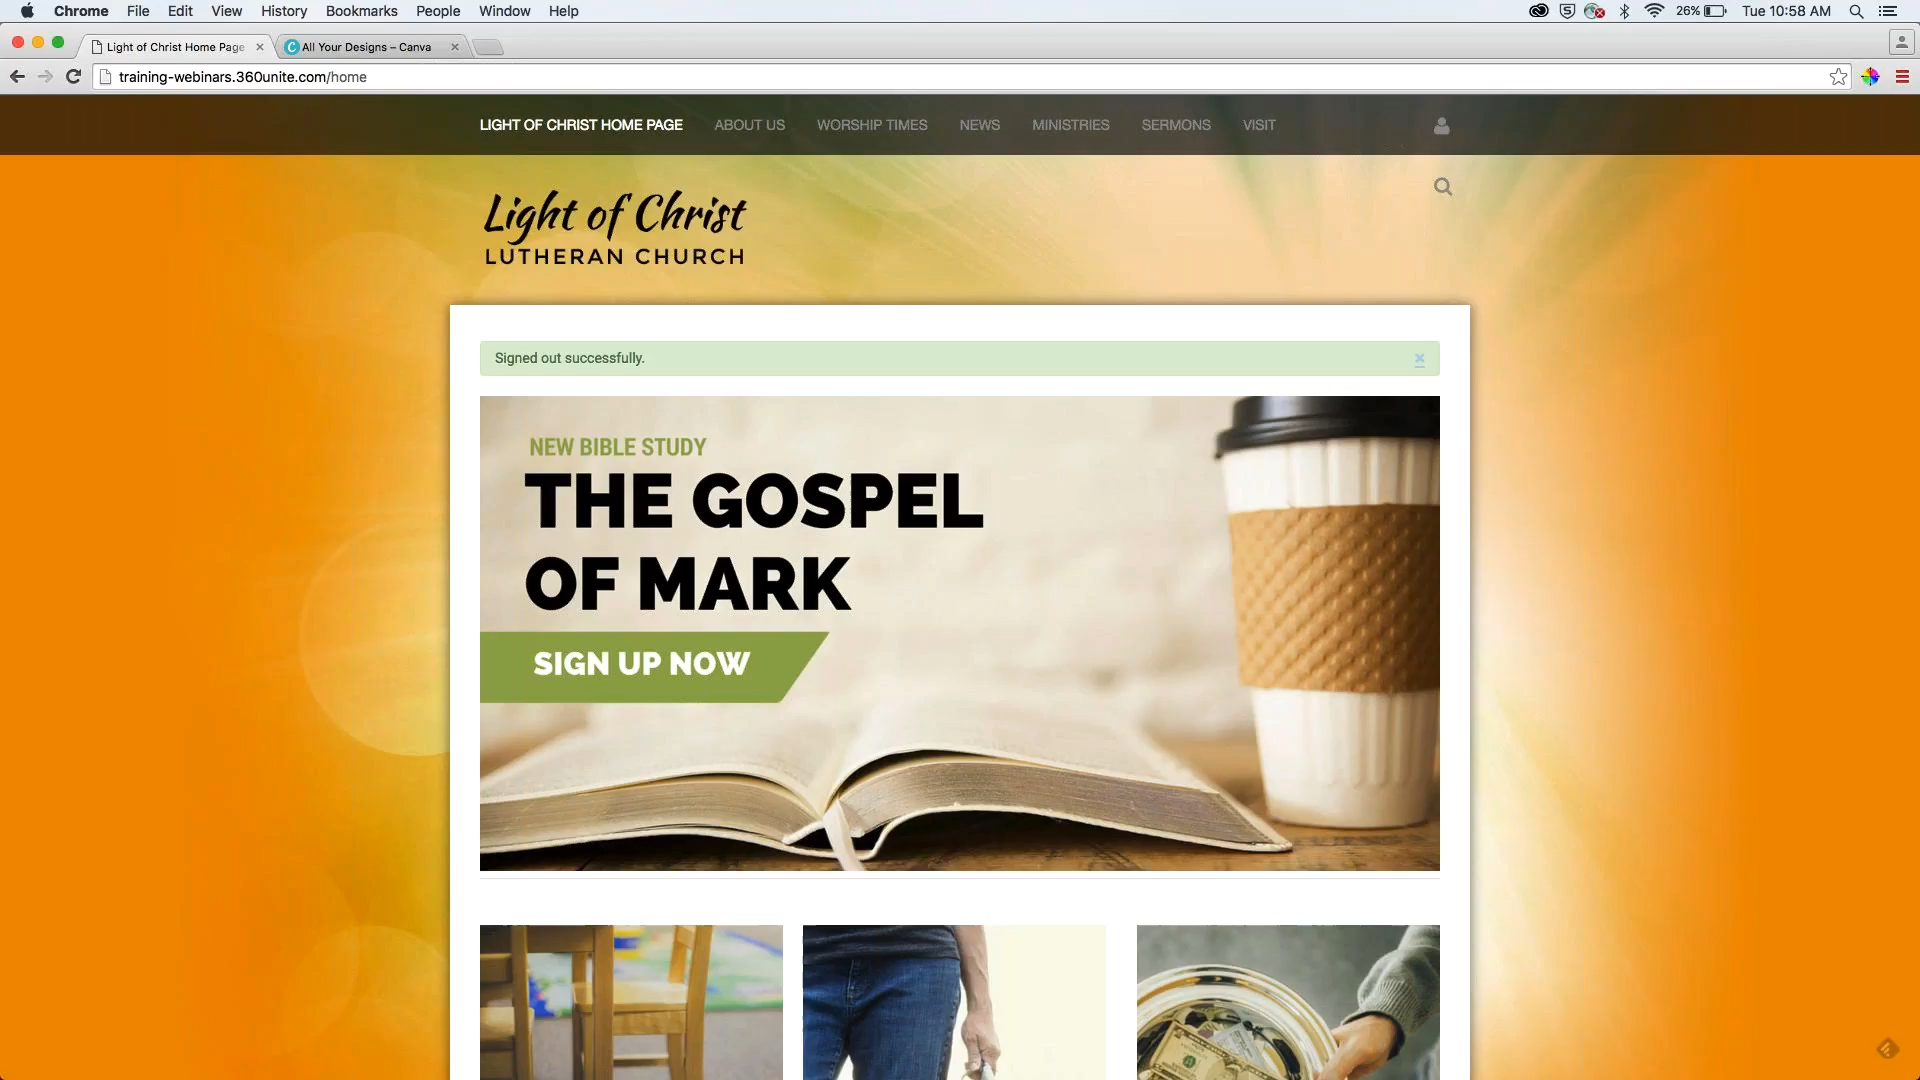 Chrome File Edit View History Bookmarks People Window Help 26% Tue 10:58 AM
Light of Christ Home Page All Your Designs – Canva
training-webinars.360unite.com/home
LIGHT OF CHRIST HOME PAGE ABOUT US WORSHIP TIMES NEWS MINISTRIES SERMONS VISIT
Light of Christ
LUTHERAN CHURCH
Signed out successfully.
NEW BIBLE STUDY
THE GOSPEL
OF MARK
SIGN UP NOW